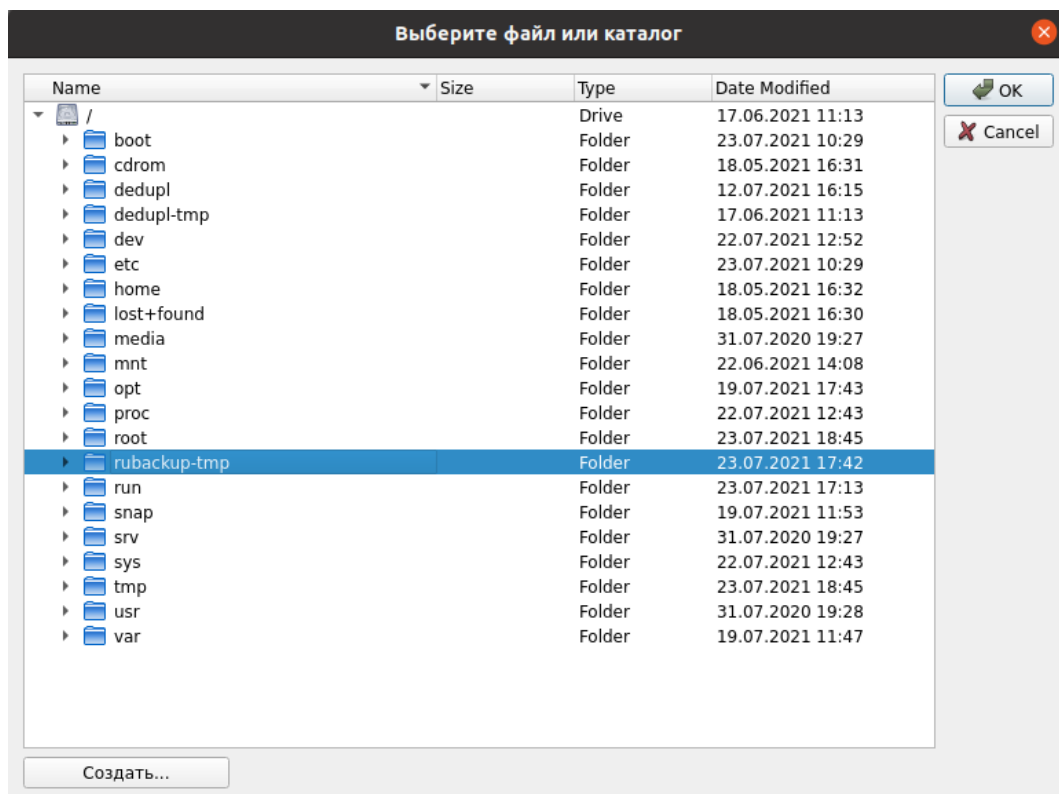 Выберите файл или каталог
Name Size Type Date Modified
OK
/ Drive 17.06.2021 11:13
Cancel
boot Folder 23.07.2021 10:29
cdrom Folder 18.05.2021 16:31
dedupl Folder 12.07.2021 16:15
dedupl-tmp Folder 17.06.2021 11:13
dev Folder 22.07.2021 12:52
etc Folder 23.07.2021 10:29
home Folder 18.05.2021 16:32
lost+found Folder 18.05.2021 16:30
media Folder 31.07.2020 19:27
mnt Folder 22.06.2021 14:08
opt Folder 19.07.2021 17:43
proc Folder 22.07.2021 12:43
root Folder 23.07.2021 18:45
rubackup-tmp Folder 23.07.2021 17:42
run Folder 23.07.2021 17:13
snap Folder 19.07.2021 11:53
srv Folder 31.07.2020 19:27
sys Folder 22.07.2021 12:43
tmp Folder 23.07.2021 18:45
usr Folder 31.07.2020 19:28
var Folder 19.07.2021 11:47
Создать...